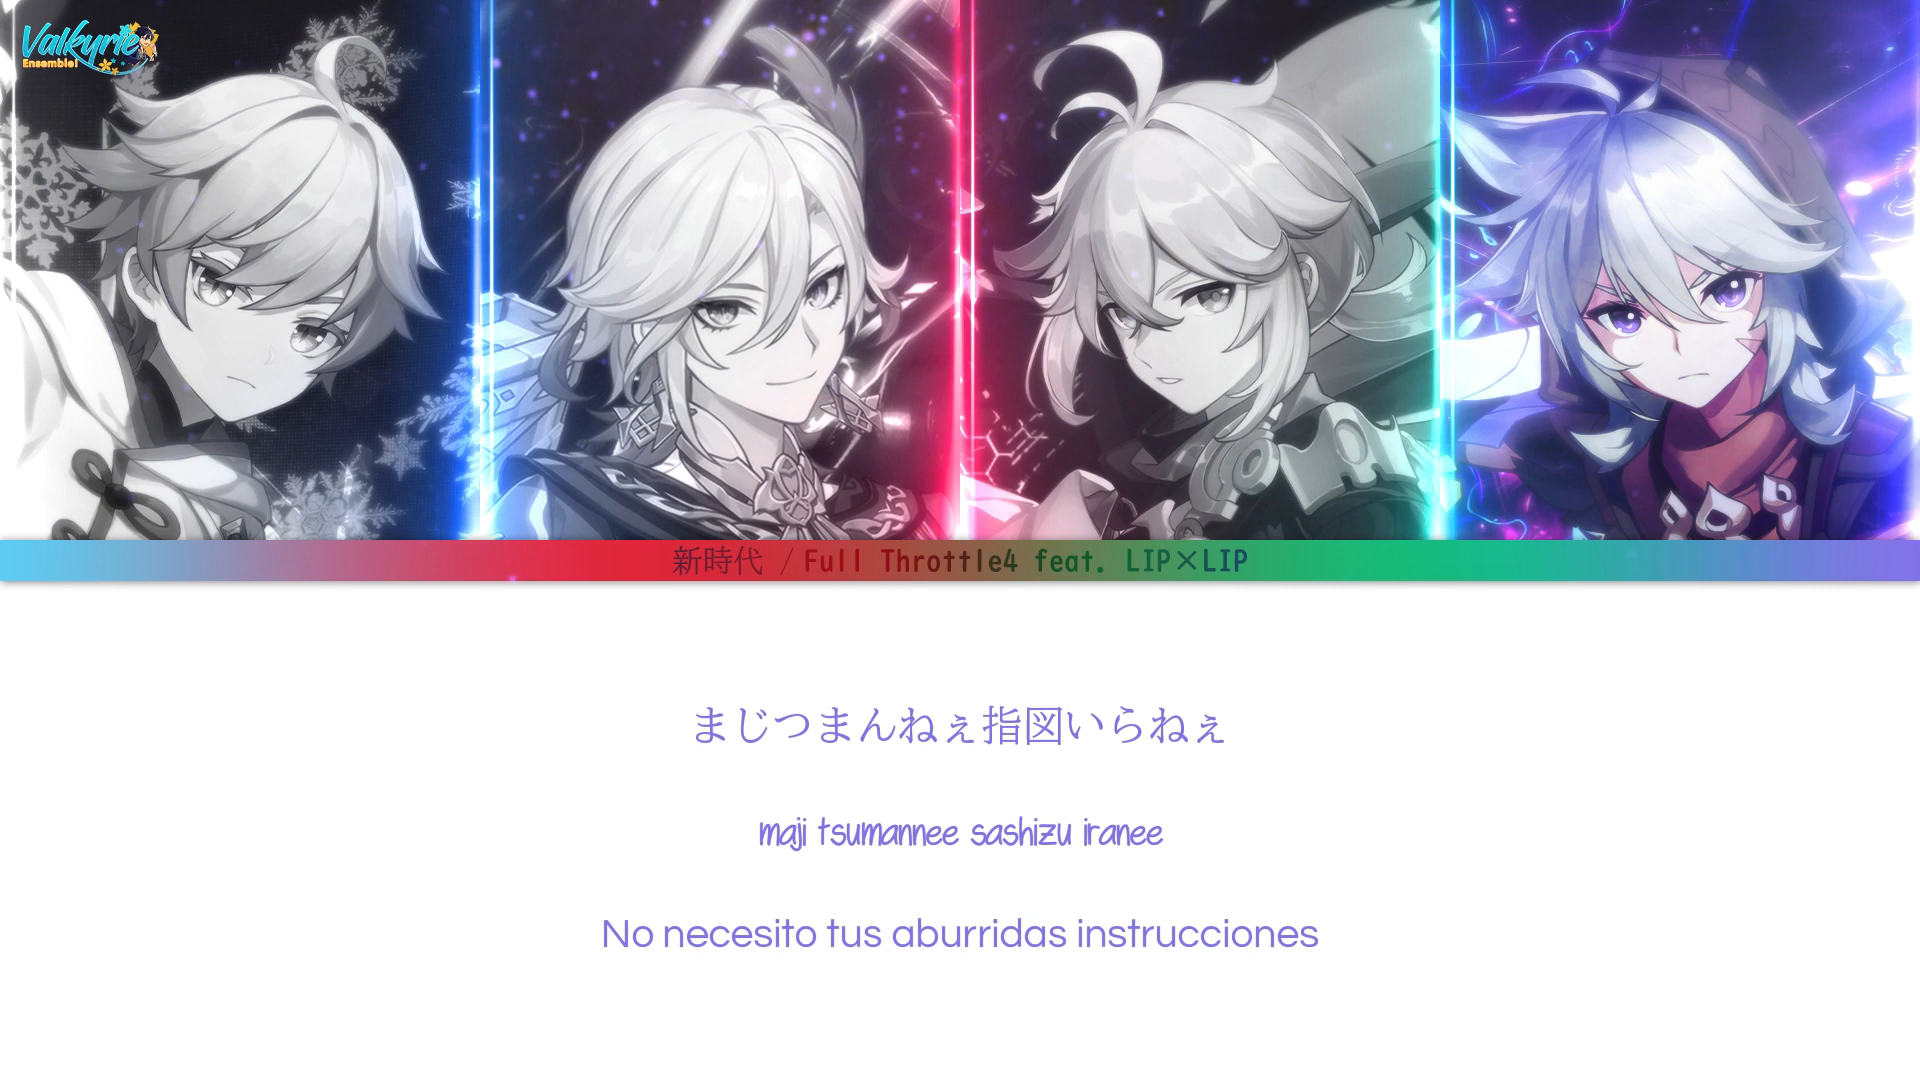 Valkyrie
Ensemble!
新時代 / Full Throttle4 feat. LIP×LIP
まじつまんねぇ指図いらねぇ
maji tsumannee sashizu iranee
No necesito tus aburridas instrucciones